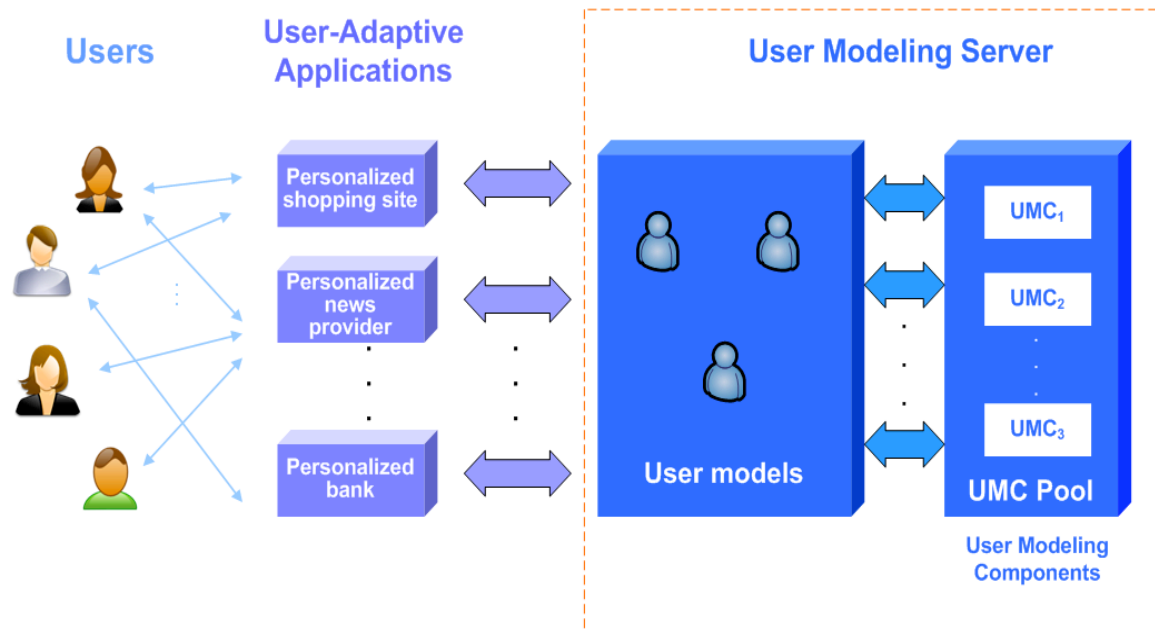 Users
User-Adaptive
Applications
User Modeling Server
Personalized
shopping site
Personalized
news
provider
Personalized
bank
User models
UMC₁
UMC₂
UMC₃
UMC Pool
User Modeling
Components